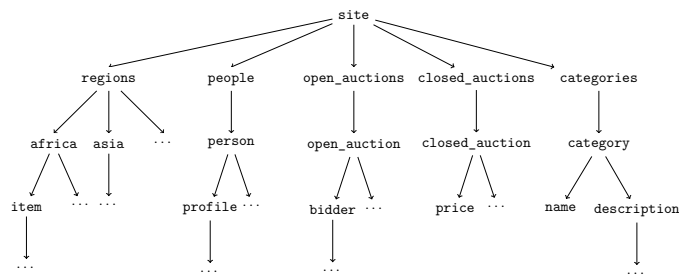 site
regions people open_auctions closed_auctions categories
africa asia ... person open_auction closed_auction category
item ... ... profile ... bidder ... price ... name description
... ... ... ...